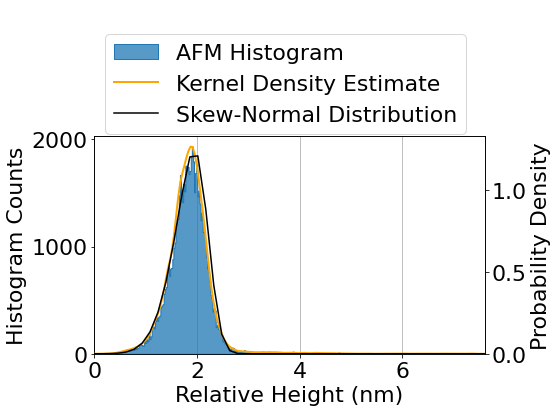 AFM Histogram
Kernel Density Estimate
Skew-Normal Distribution
Histogram Counts
2000
1000
0
Probability Density
1.0
0.5
0.0
0 2 4 6
Relative Height (nm)